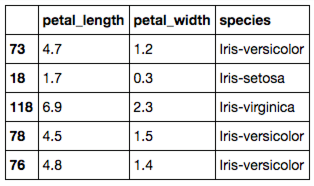 petal_length petal_width species
73 4.7 1.2 Iris-versicolor
18 1.7 0.3 Iris-setosa
118 6.9 2.3 Iris-virginica
78 4.5 1.5 Iris-versicolor
76 4.8 1.4 Iris-versicolor